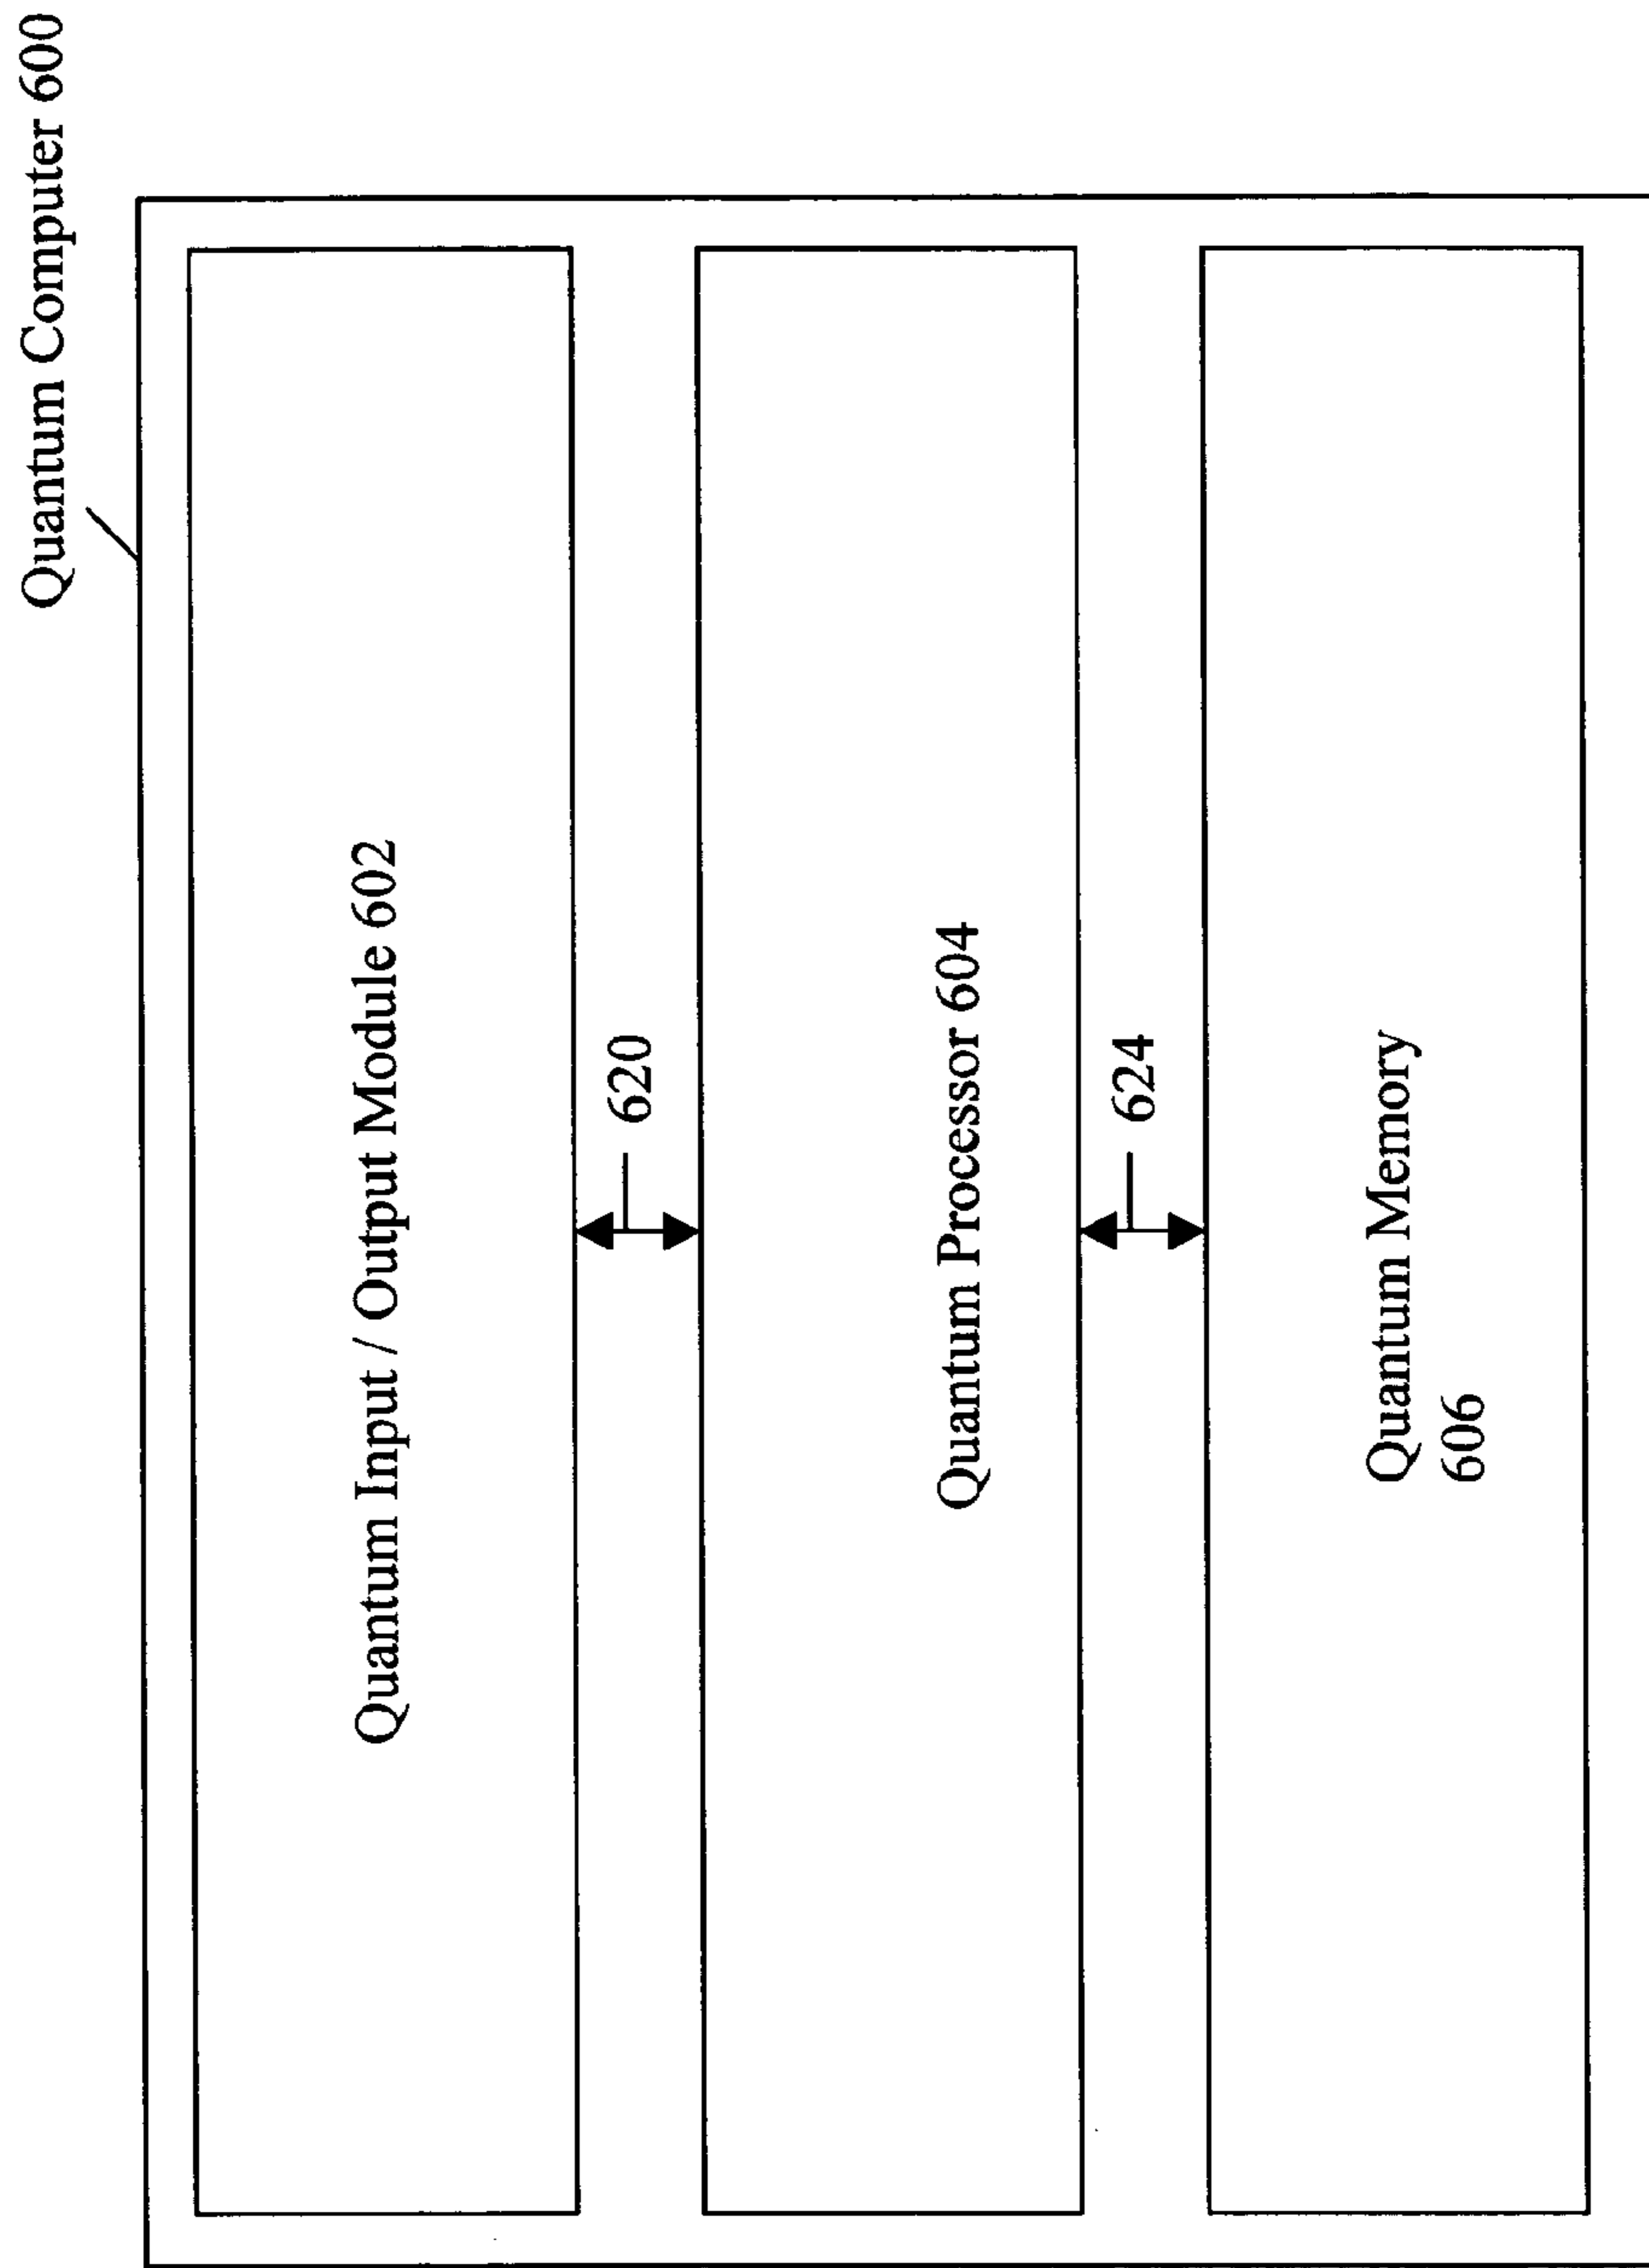 Quantum Computer 600
Quantum Input / Output Module 602
620
Quantum Processor 604
624
Quantum Memory
606